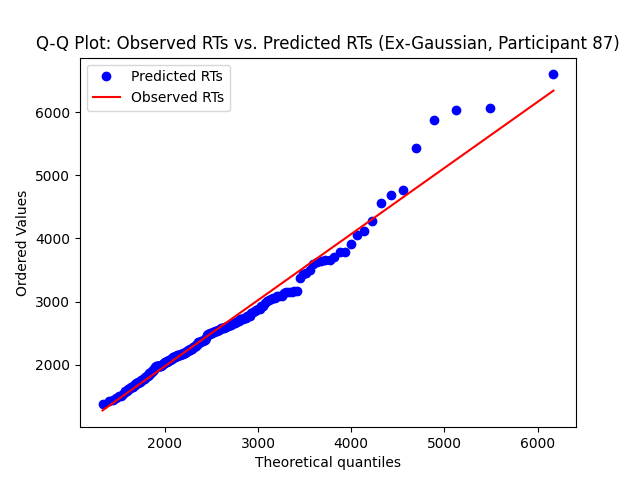 Q-Q Plot: Observed RTs vs. Predicted RTs (Ex-Gaussian, Participant 87)
Predicted RTs
Observed RTs
Ordered Values
6000
5000
4000
3000
2000
2000 3000 4000 5000 6000
Theoretical quantiles